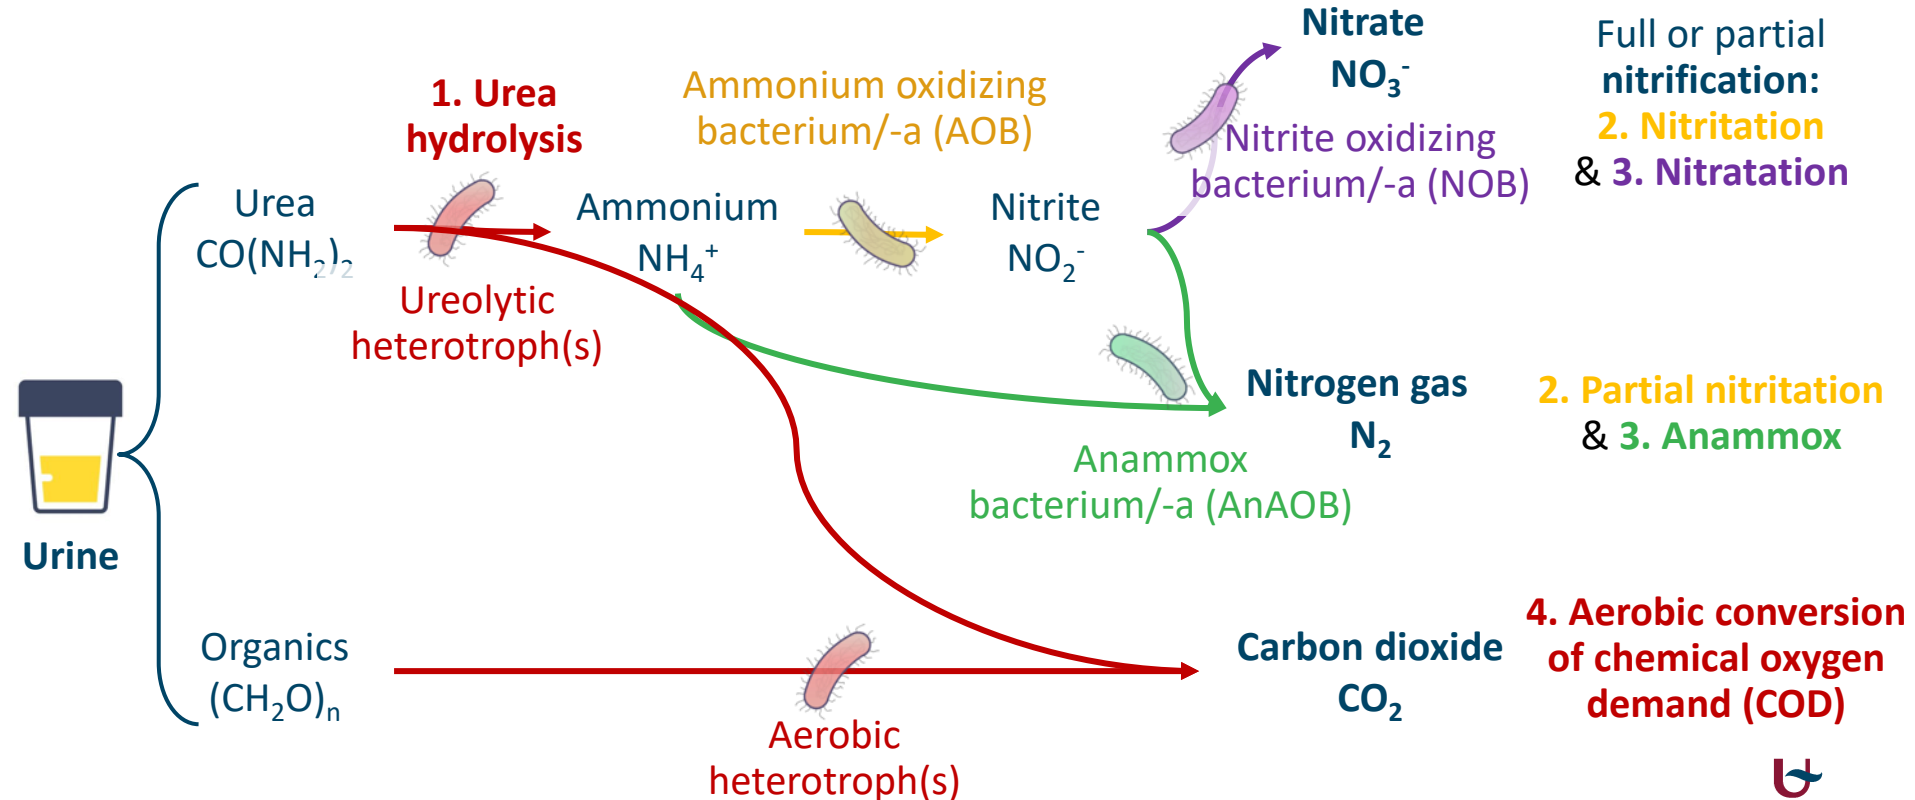 Nitrate
NO₃⁻
Full or partial
nitrification:
2. Nitritation
& 3. Nitratation
1. Urea
hydrolysis
Ammonium oxidizing
bacterium/-a (AOB)
Nitrite oxidizing
bacterium/-a (NOB)
Urea
CO(NH₂)₂
Ammonium
NH₄⁺
Nitrite
NO₂⁻
Ureolytic
heterotroph(s)
Nitrogen gas
N₂
2. Partial nitritation
& 3. Anammox
Anammox
bacterium/-a (AnAOB)
Urine
Organics
(CH₂O)ₙ
Carbon dioxide
CO₂
4. Aerobic conversion
of chemical oxygen
demand (COD)
Aerobic
heterotroph(s)